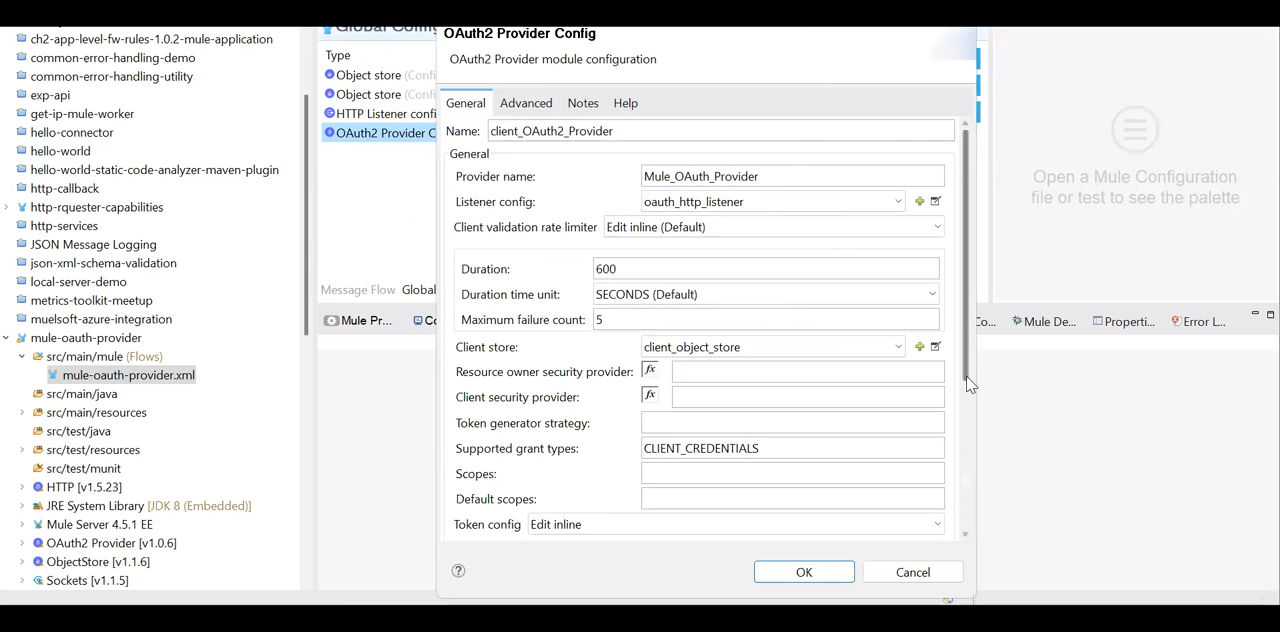 ch2-app-level-fw-rules-1.0.2-mule-application
common-error-handling-demo
common-error-handling-utility
exp-api
get-ip-mule-worker
hello-connector
hello-world
hello-world-static-code-analyzer-maven-plugin
http-callback
http-rquester-capabilities
http-services
JSON Message Logging
json-xml-schema-validation
local-server-demo
metrics-toolkit-meetup
muelsoft-azure-integration
mule-oauth-provider
src/main/mule (Flows)
mule-oauth-provider.xml
src/main/java
src/main/resources
src/test/java
src/test/resources
src/test/munit
HTTP [v1.5.23]
JRE System Library [JDK 8 (Embedded)]
Mule Server 4.5.1 EE
OAuth2 Provider [v1.0.6]
ObjectStore [v1.1.6]
Sockets [v1.1.5]
Global Config
Type
Object store (Confi
Object store (Confi
HTTP Listener confi
OAuth2 Provider C
Message Flow Global
Mule Pr... Co
OAuth2 Provider Config
OAuth2 Provider module configuration
General Advanced Notes Help
Name: client_OAuth2_Provider
General
Provider name: Mule_OAuth_Provider
Listener config: oauth_http_listener
Client validation rate limiter Edit inline (Default)
Duration: 600
Duration time unit: SECONDS (Default)
Maximum failure count: 5
Client store: client_object_store
Resource owner security provider: fx
Client security provider: fx
Token generator strategy:
Supported grant types: CLIENT_CREDENTIALS
Scopes:
Default scopes:
Token config Edit inline
OK Cancel
Open a Mule Configuration
file or test to see the palette
Co... Mule De... Properti... Error L...